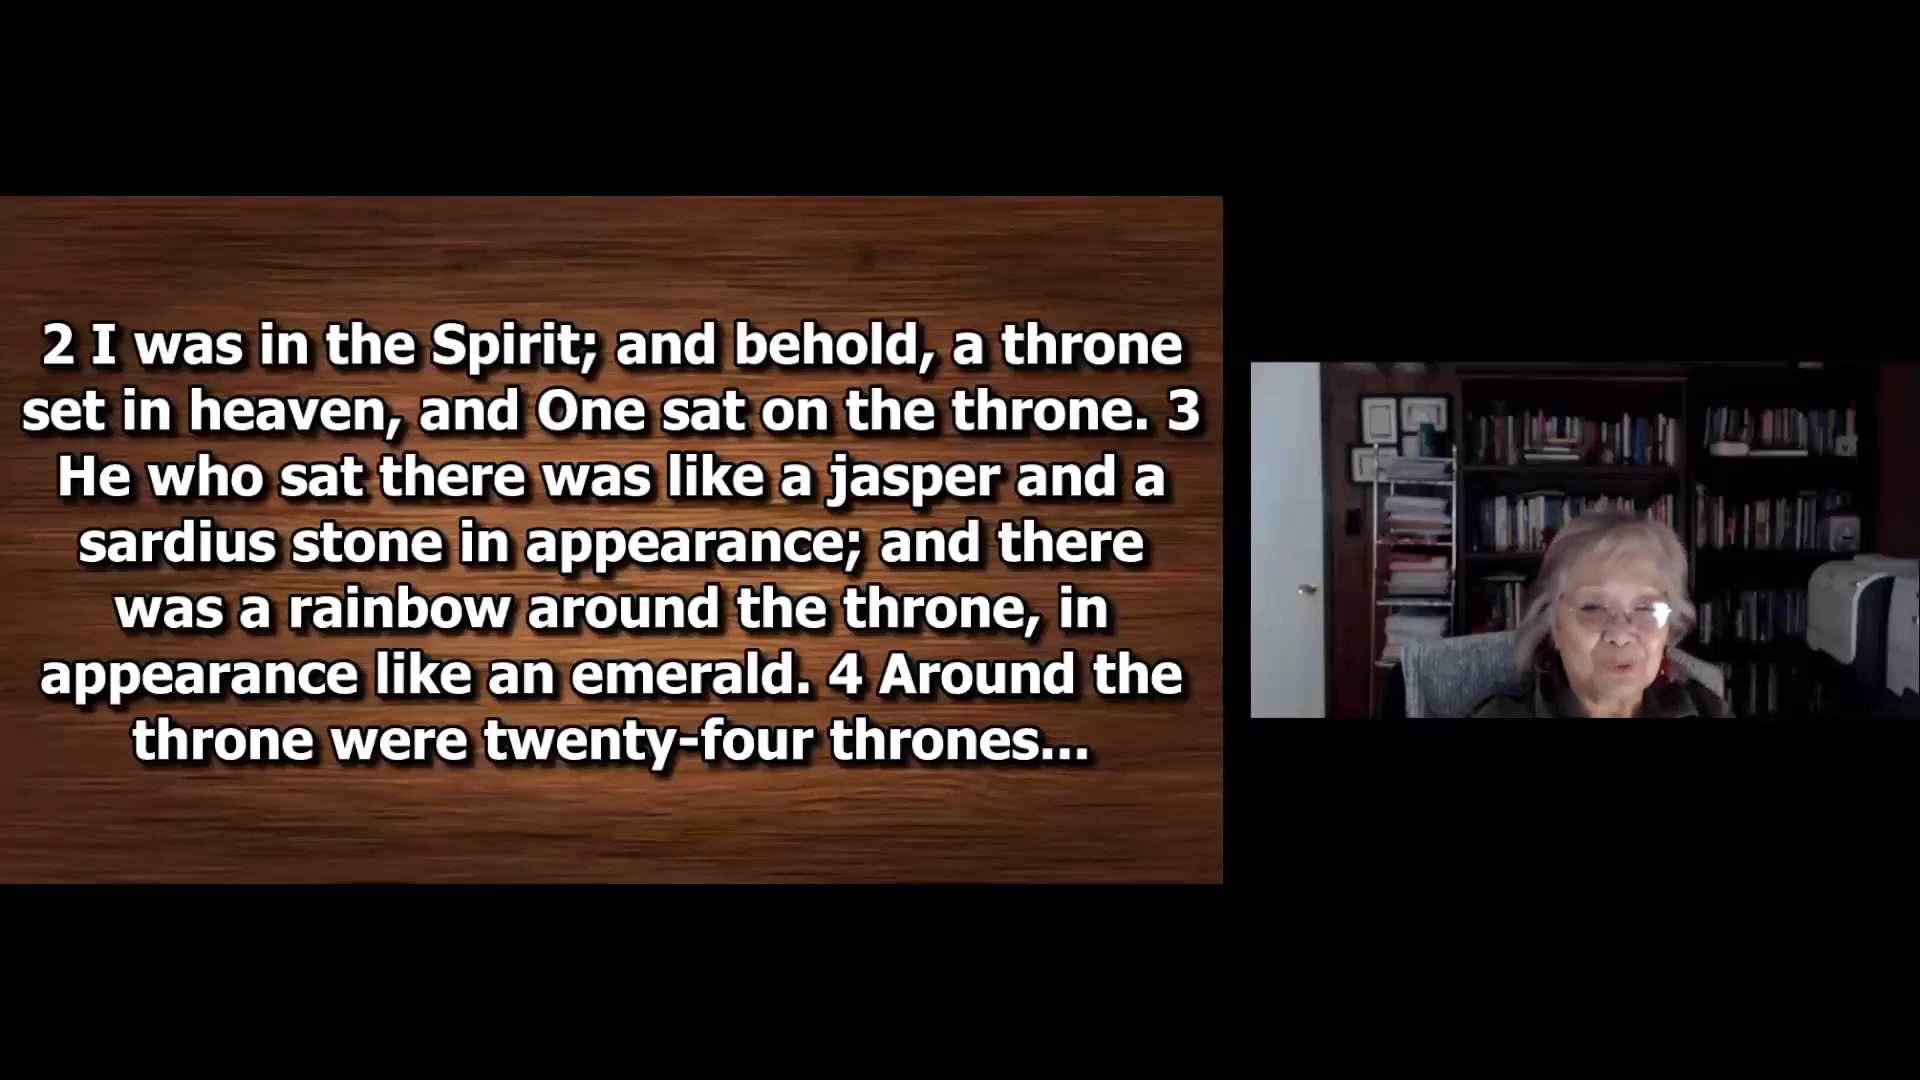 2 I was in the Spirit; and behold, a throne
set in heaven, and One sat on the throne. 3
He who sat there was like a jasper and a
sardius stone in appearance; and there
was a rainbow around the throne, in
appearance like an emerald. 4 Around the
throne were twenty-four thrones...